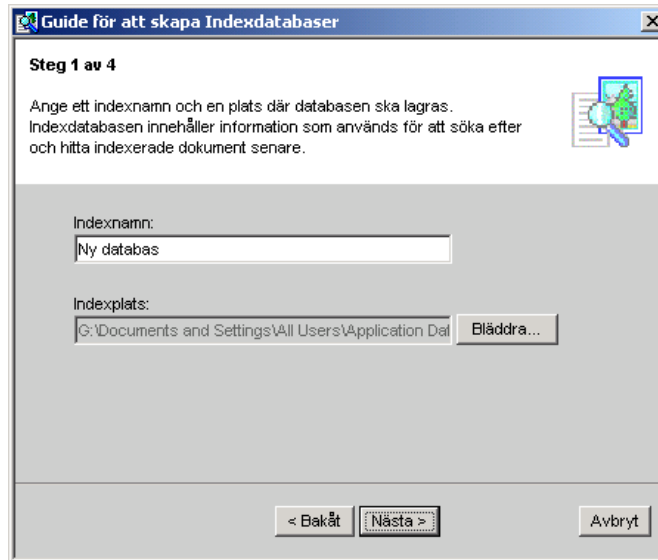 Guide för att skapa Indexdatabaser
Steg 1 av 4
Ange ett indexnamn och en plats där databasen ska lagras.
Indexdatabasen innehåller information som används för att söka efter
och hitta indexerade dokument senare.
Indexnamn:
Ny databas
Indexplats:
G:\Documents and Settings\All Users\Application Dat
Bläddra...
< Bakåt
Nästa >
Avbryt